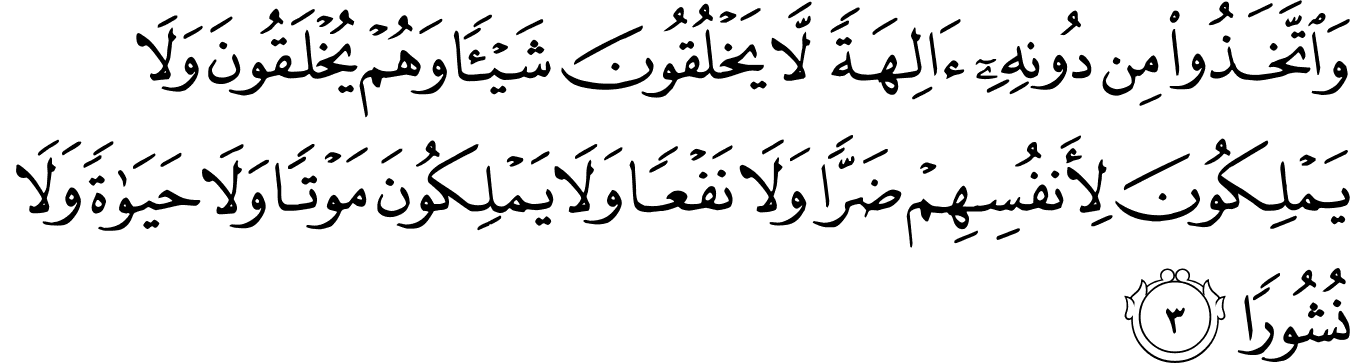 وَٱتَّخَذُوا۟ مِن دُونِهِۦٓ ءَالِهَةً لَّا يَخْلُقُونَ شَيْـًٔا وَهُمْ يُخْلَقُونَ وَلَا
يَمْلِكُونَ لِأَنفُسِهِمْ ضَرًّا وَلَا نَفْعًا وَلَا يَمْلِكُونَ مَوْتًا وَلَا حَيَوٰةً وَلَا
نُشُورًا ٣